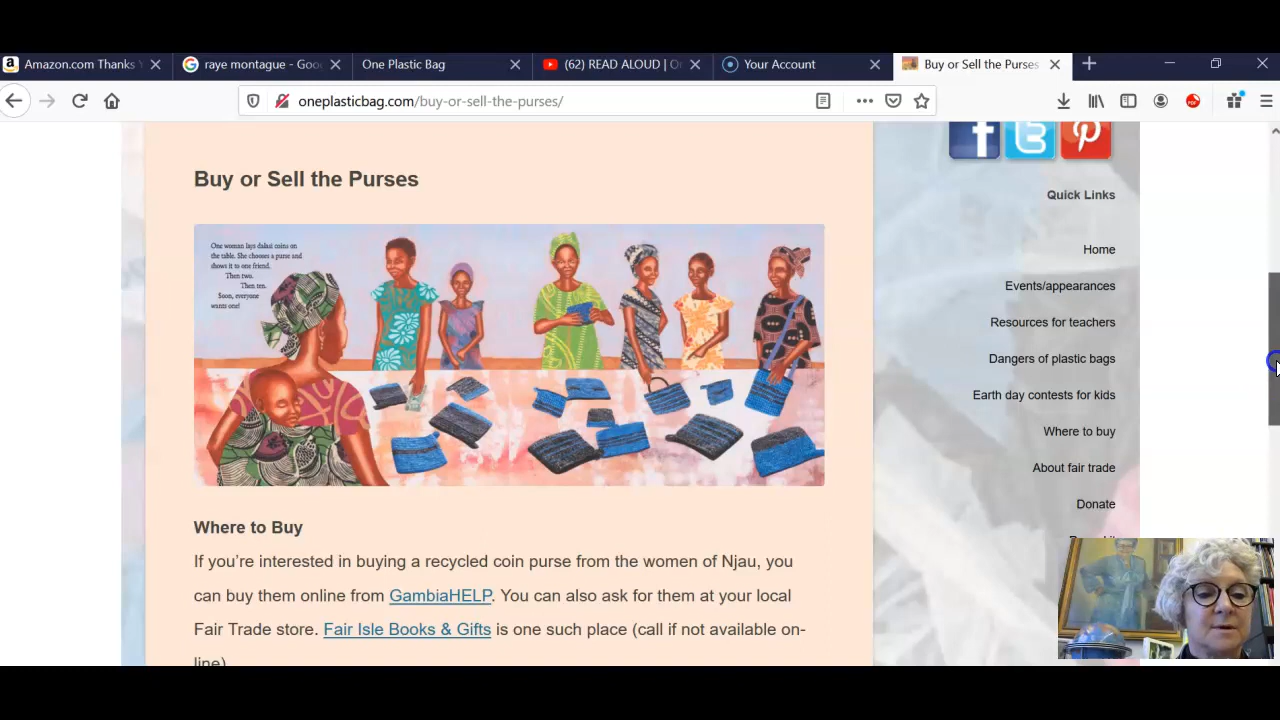 Amazon.com Thanks Y
raye montague - Goo
One Plastic Bag
(62) READ ALOUD | On
Your Account
Buy or Sell the Purses
oneplasticbag.com/buy-or-sell-the-purses/
Buy or Sell the Purses
One woman lays dalasi coins on
the table. She chooses a purse and
shows it to one friend.
Then two.
Then ten.
Soon, everyone
wants one!
Where to Buy
If you’re interested in buying a recycled coin purse from the women of Njau, you
can buy them online from GambiaHELP. You can also ask for them at your local
Fair Trade store. Fair Isle Books & Gifts is one such place (call if not available on-
line)
Quick Links
Home
Events/appearances
Resources for teachers
Dangers of plastic bags
Earth day contests for kids
Where to buy
About fair trade
Donate